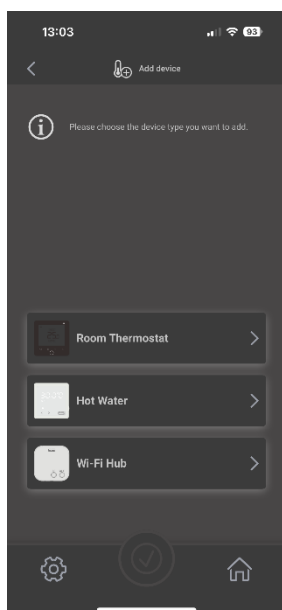 13:03
93
Add device
Please choose the device type you want to add.
Room Thermostat
Hot Water
Wi-Fi Hub